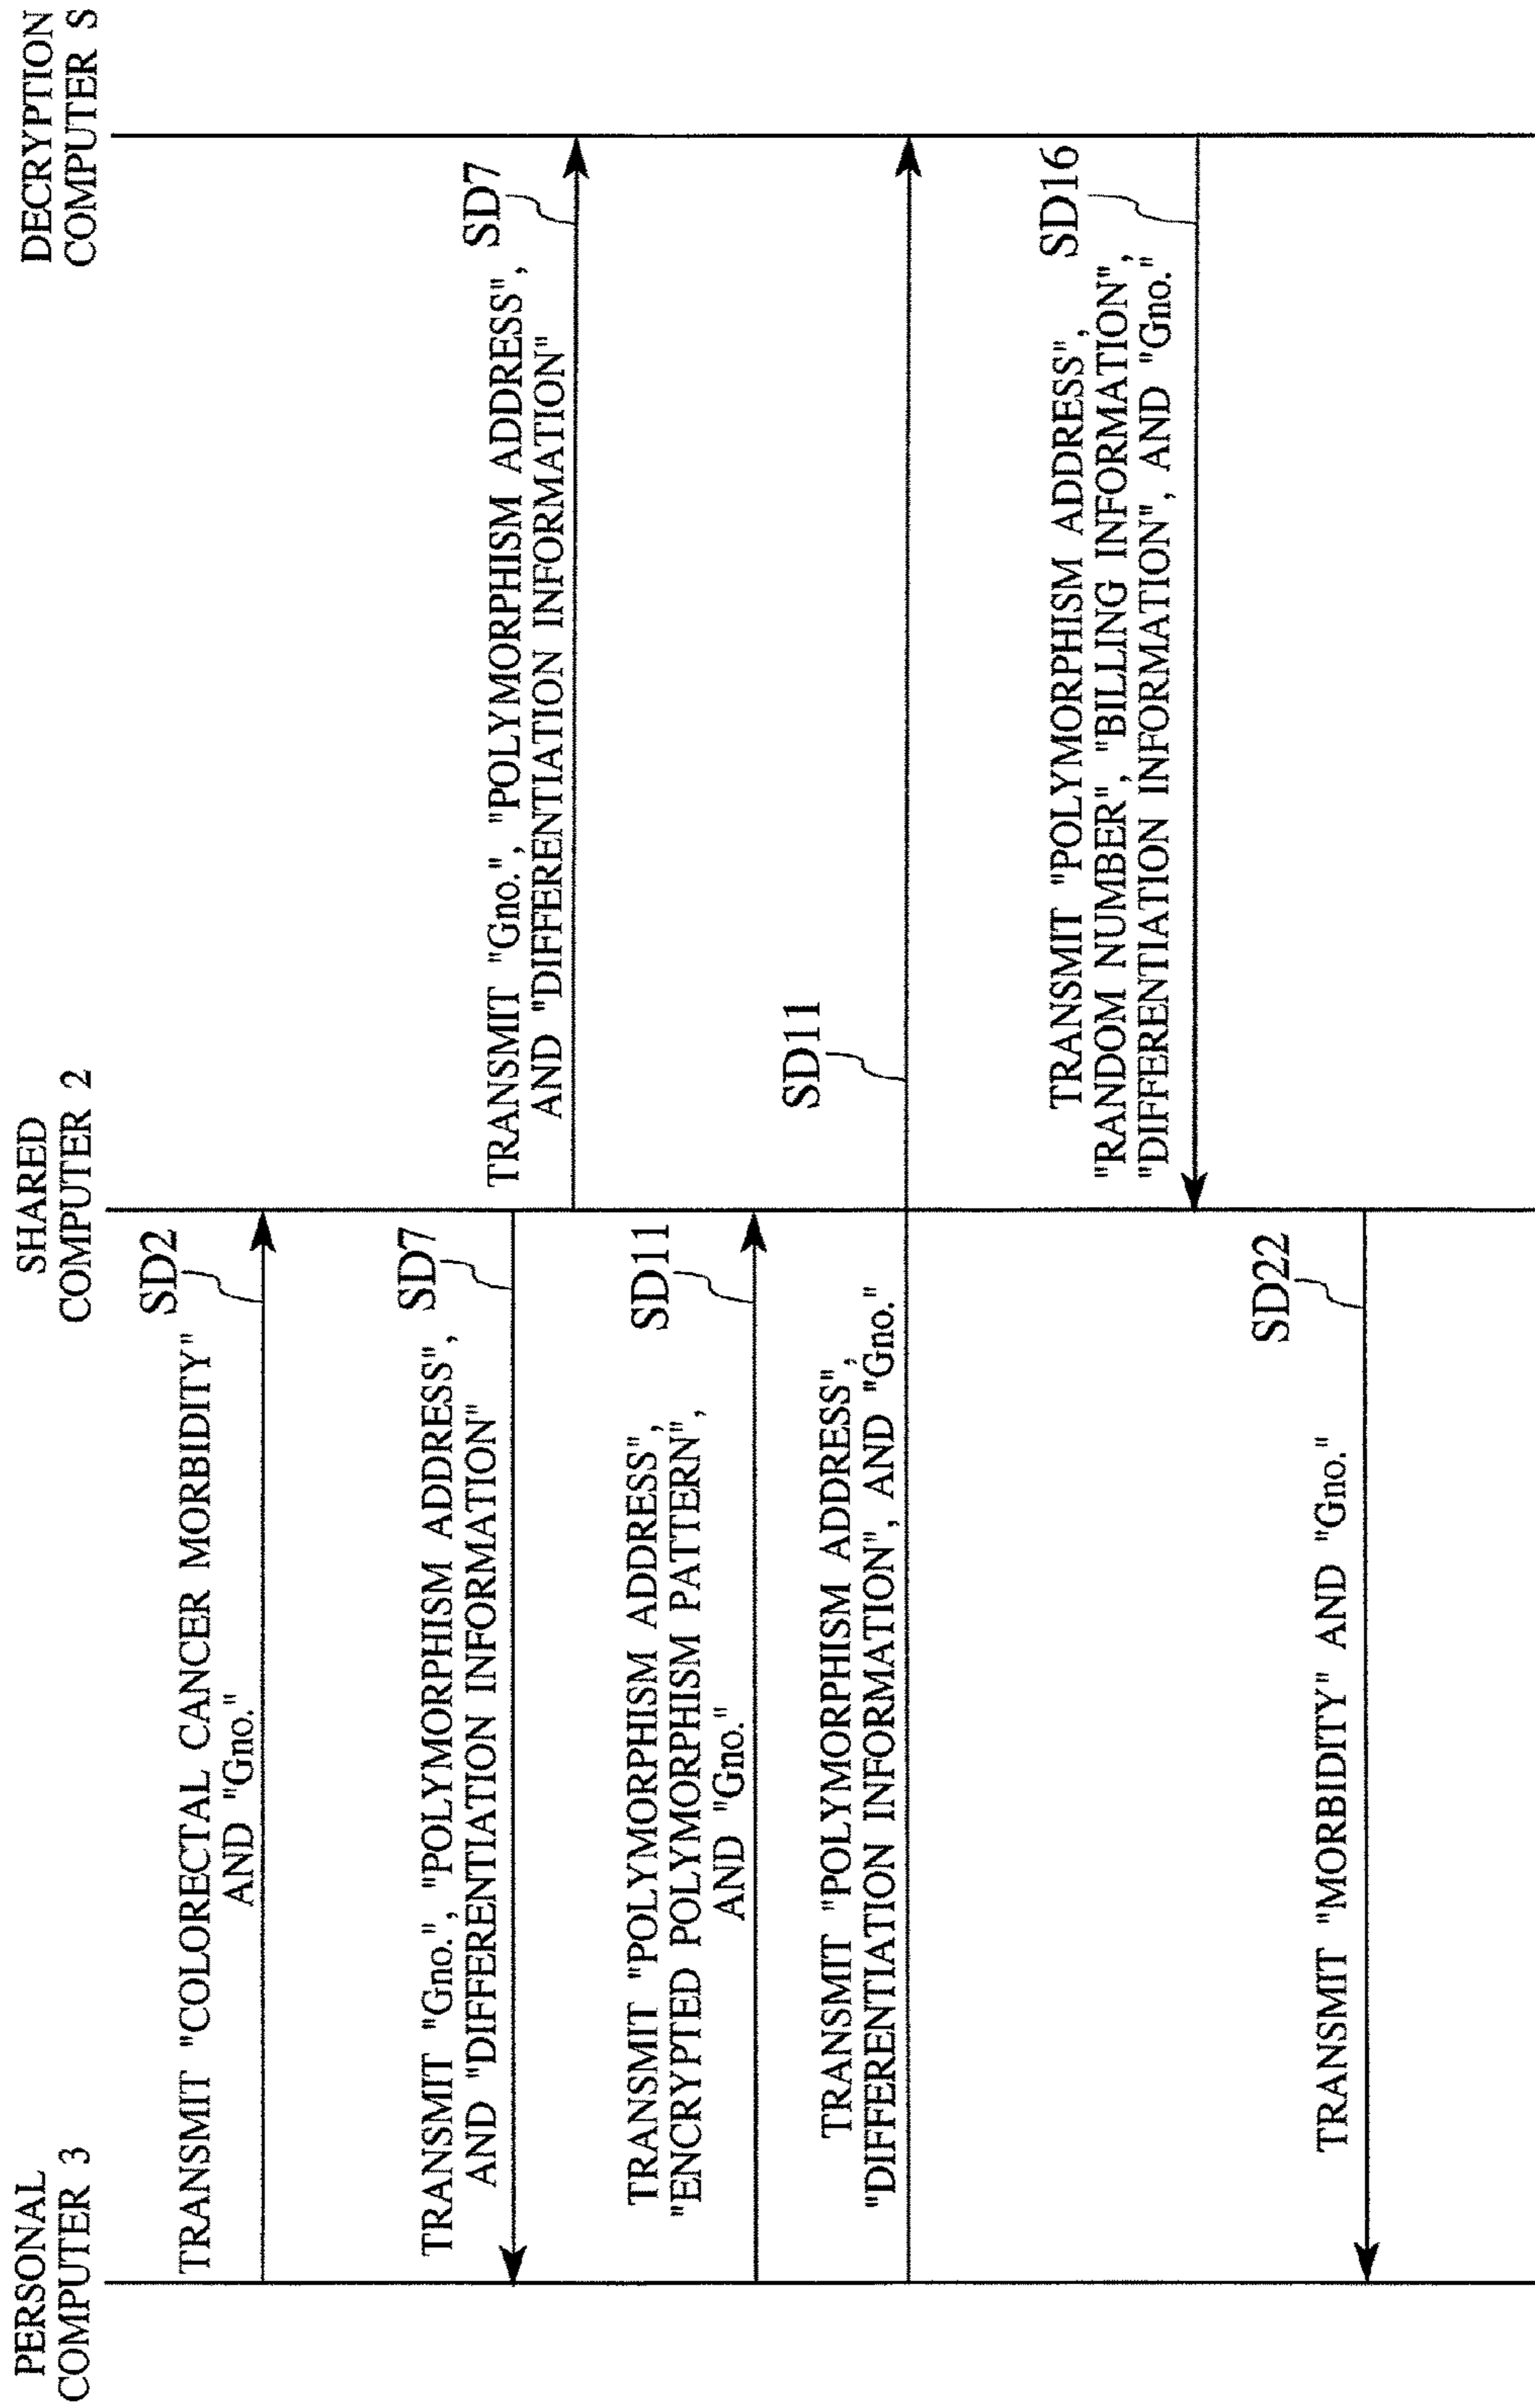 PERSONAL
COMPUTER 3
SHARED
COMPUTER 2
DECRYPTION
COMPUTER S
TRANSMIT "COLORECTAL CANCER MORBIDITY"
AND "Gno."
SD2
TRANSMIT "Gno.", "POLYMORPHISM ADDRESS",
AND "DIFFERENTIATION INFORMATION"
SD7
TRANSMIT "Gno.", "POLYMORPHISM ADDRESS",
AND "DIFFERENTIATION INFORMATION"
SD7
TRANSMIT "POLYMORPHISM ADDRESS",
"ENCRYPTED POLYMORPHISM PATTERN",
AND "Gno."
SD11
TRANSMIT "POLYMORPHISM ADDRESS",
"DIFFERENTIATION INFORMATION", AND "Gno."
SD11
TRANSMIT "POLYMORPHISM ADDRESS",
"RANDOM NUMBER", "BILLING INFORMATION",
"DIFFERENTIATION INFORMATION", AND "Gno."
SD16
TRANSMIT "MORBIDITY" AND "Gno."
SD22